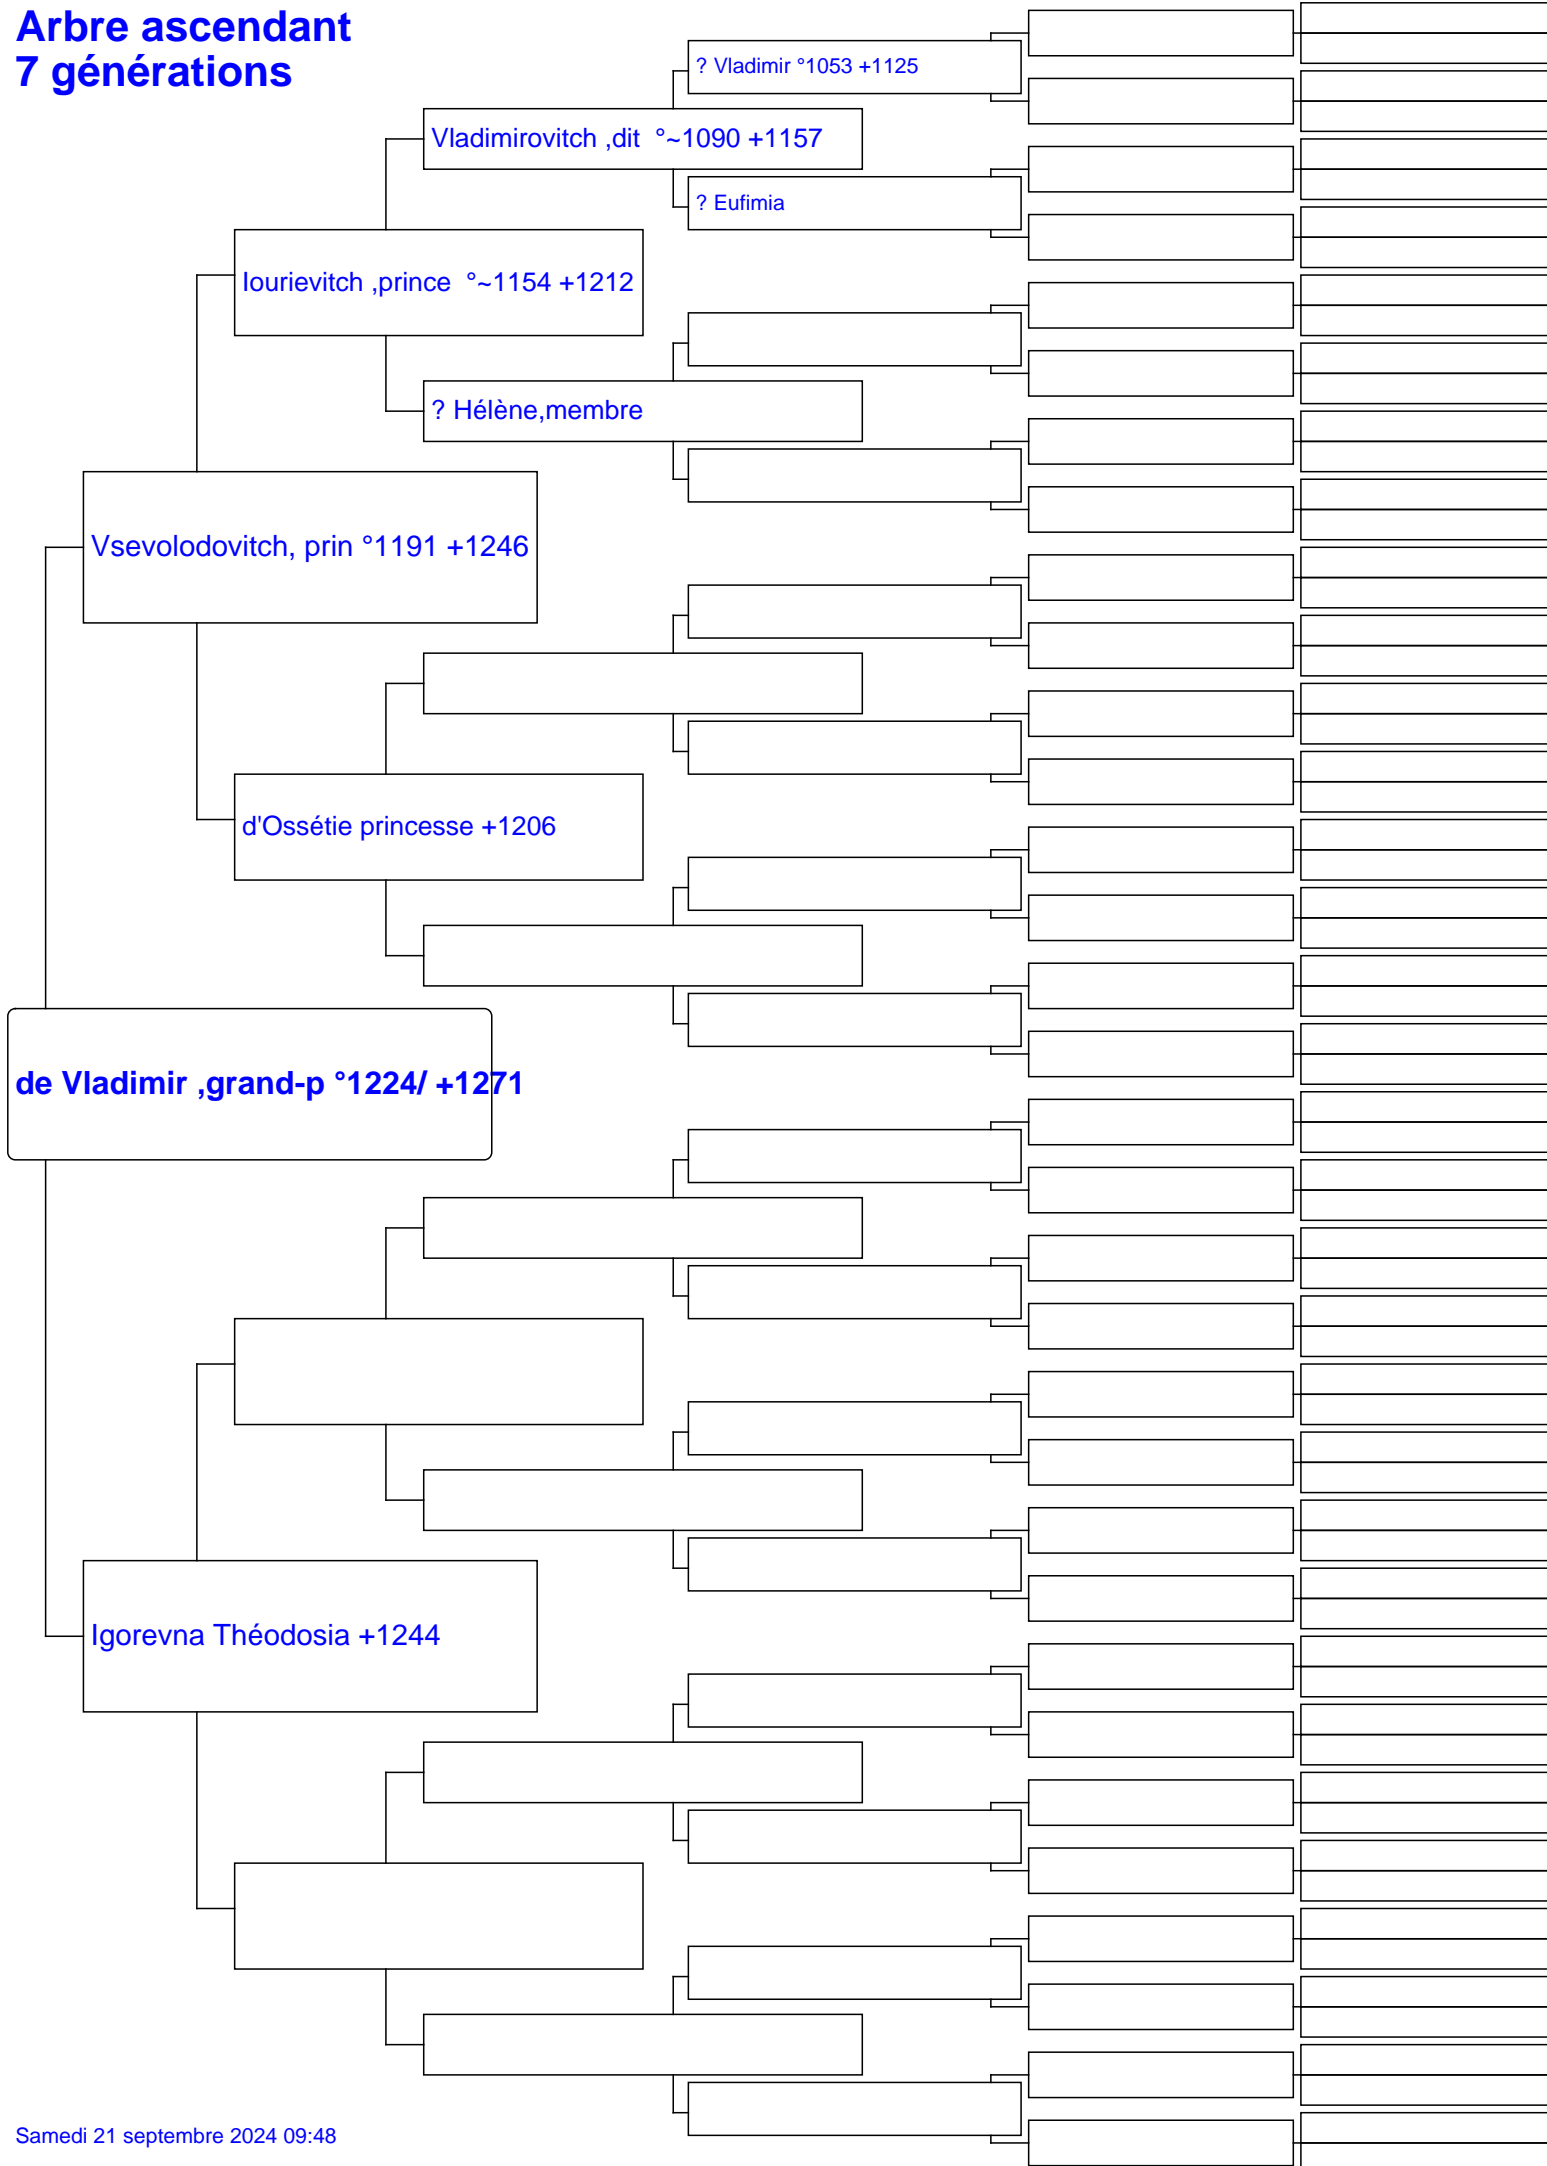 Arbre ascendant
7 générations
? Vladimir °1053 +1125
Vladimirovitch ,dit  °~1090 +1157
? Eufimia
Iourievitch ,prince  °~1154 +1212
? Hélène,membre
Vsevolodovitch, prin °1191 +1246
d'Ossétie princesse +1206
de Vladimir ,grand-p °1224/ +1271
Igorevna Théodosia +1244
Samedi 21 septembre 2024 09:48